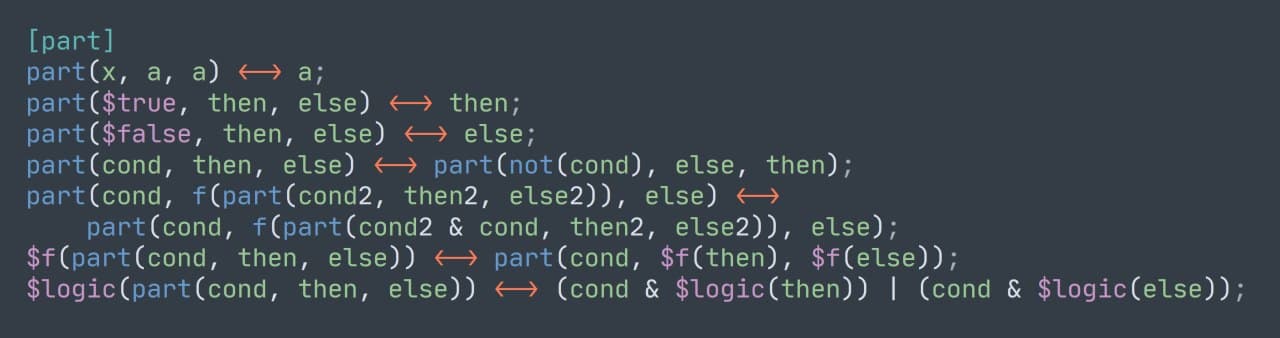 [part]
part(x, a, a) <-> a;
part($true, then, else) <-> then;
part($false, then, else) <-> else;
part(cond, then, else) <-> part(not(cond), else, then);
part(cond, f(part(cond2, then2, else2)), else) <->
    part(cond, f(part(cond2 & cond, then2, else2)), else);
$f(part(cond, then, else)) <-> part(cond, $f(then), $f(else));
$logic(part(cond, then, else)) <-> (cond & $logic(then)) | (cond & $logic(else));